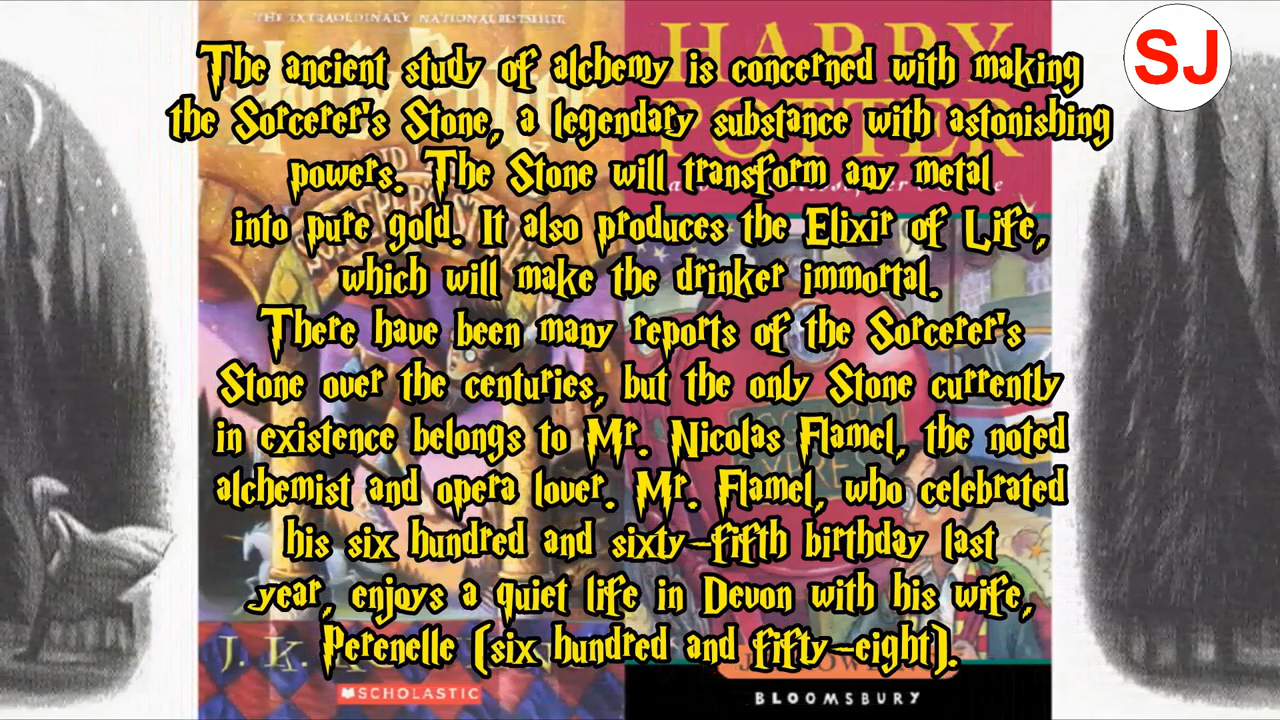 THE EXTRAORDINARY NATIONAL BESTSELLER
HARRY
POTTER
SJ
The ancient study of alchemy is concerned with making
the Sorcerer's Stone, a legendary substance with astonishing
powers. The Stone will transform any metal
into pure gold. It also produces the Elixir of Life,
which will make the drinker immortal.
There have been many reports of the Sorcerer's
Stone over the centuries, but the only Stone currently
in existence belongs to Mr. Nicolas Flamel, the noted
alchemist and opera lover. Mr. Flamel, who celebrated
his six hundred and sixty-fifth birthday last
year, enjoys a quiet life in Devon with his wife,
Perenelle (six hundred and fifty-eight).
J. K.
SCHOLASTIC
BLOOMSBURY